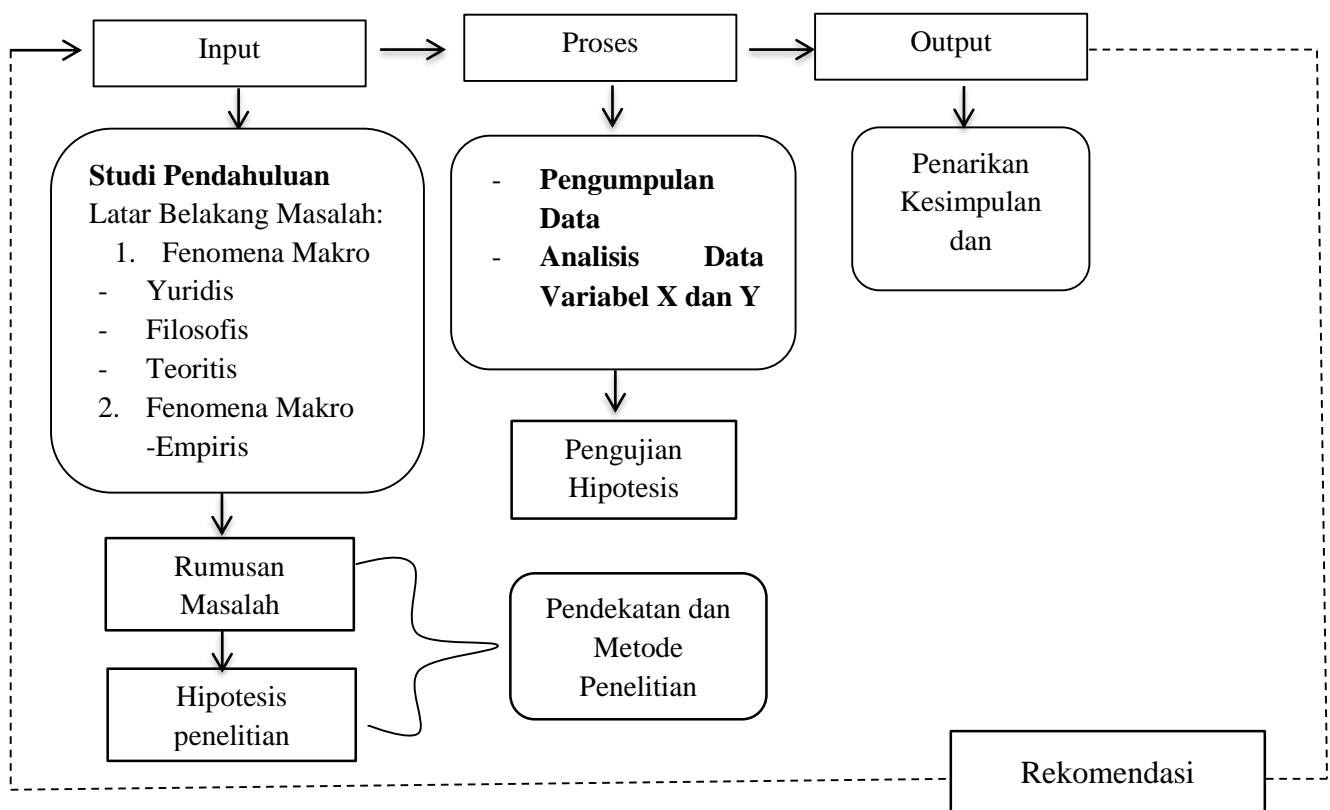 Input
Proses
Output
Studi Pendahuluan
Latar Belakang Masalah:
1. Fenomena Makro
- Yuridis
- Filosofis
- Teoritis
2. Fenomena Makro
-Empiris
- Pengumpulan
Data
- Analisis Data
Variabel X dan Y
Penarikan
Kesimpulan
dan
Pengujian
Hipotesis
Rumusan
Masalah
Hipotesis
penelitian
Pendekatan dan
Metode
Penelitian
Rekomendasi